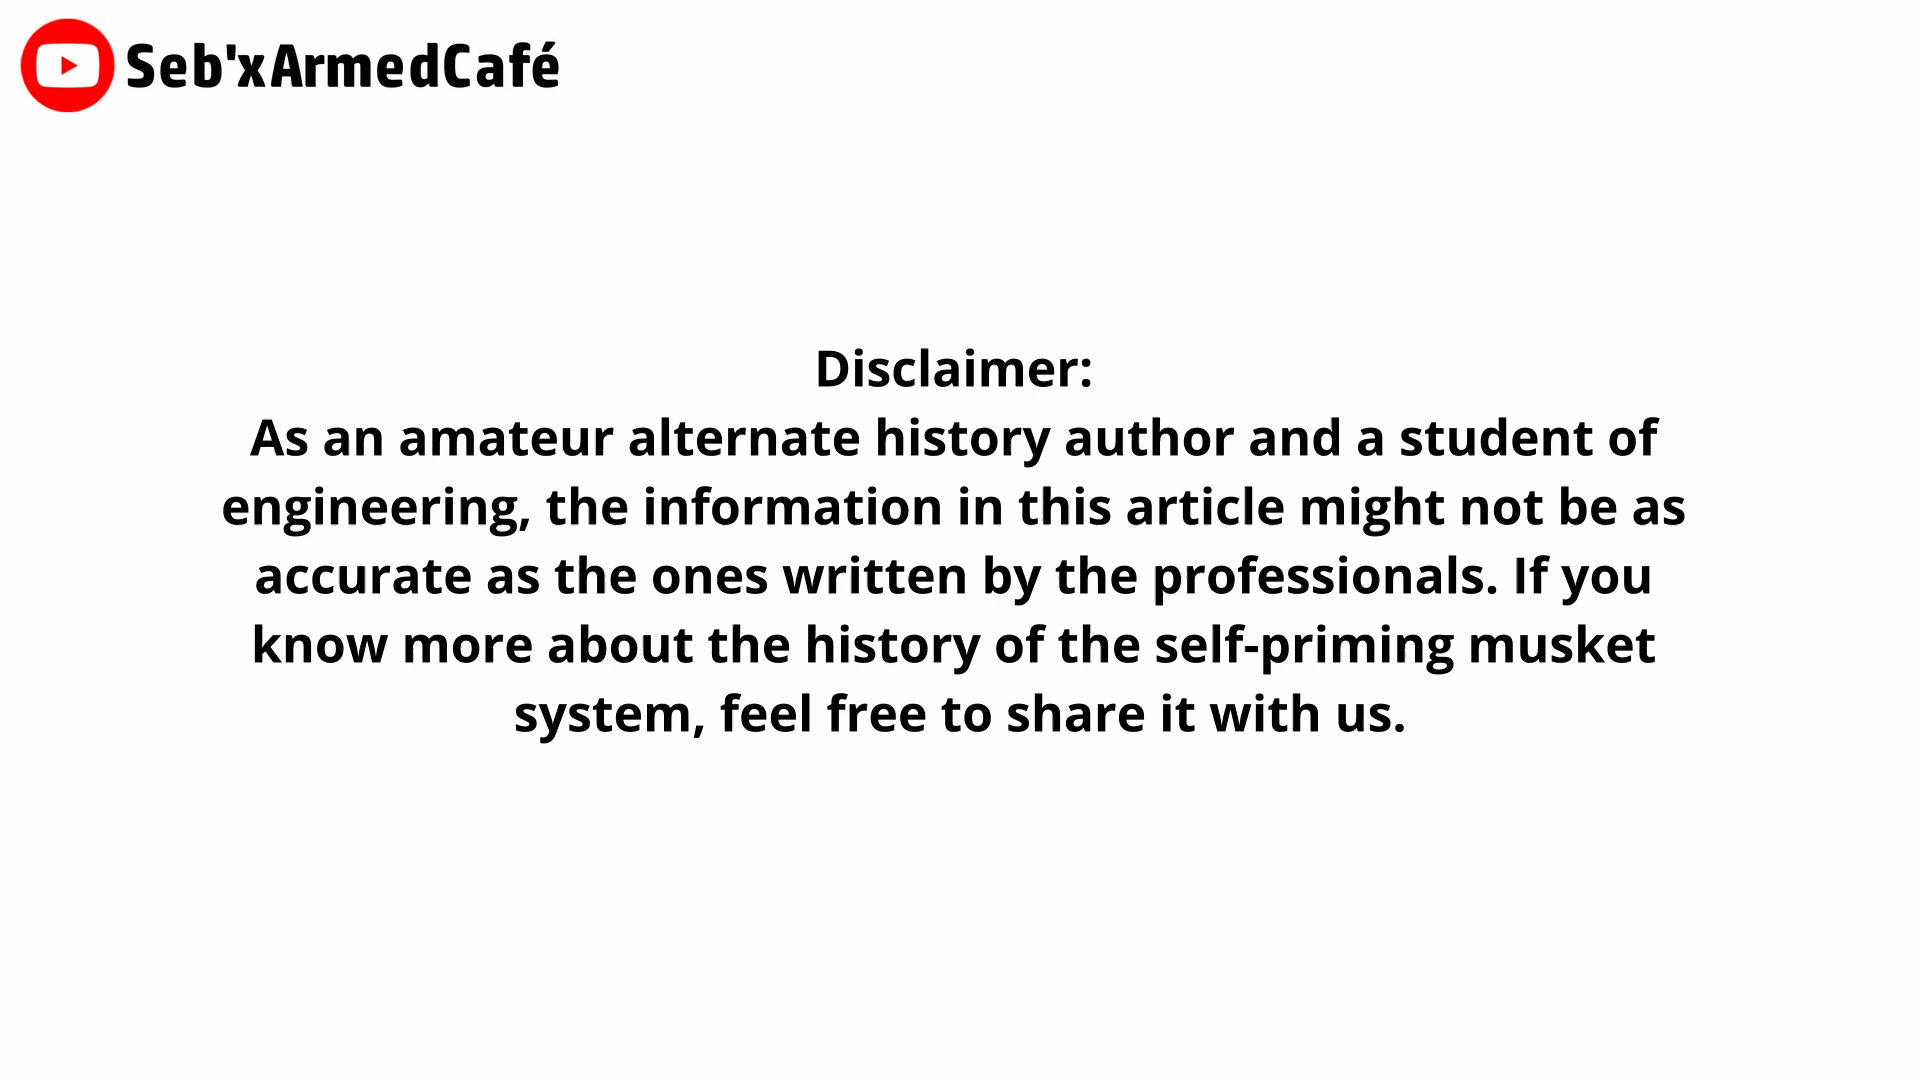 Seb'xArmedCafé
Disclaimer:
As an amateur alternate history author and a student of
engineering, the information in this article might not be as
accurate as the ones written by the professionals. If you
know more about the history of the self-priming musket
system, feel free to share it with us.